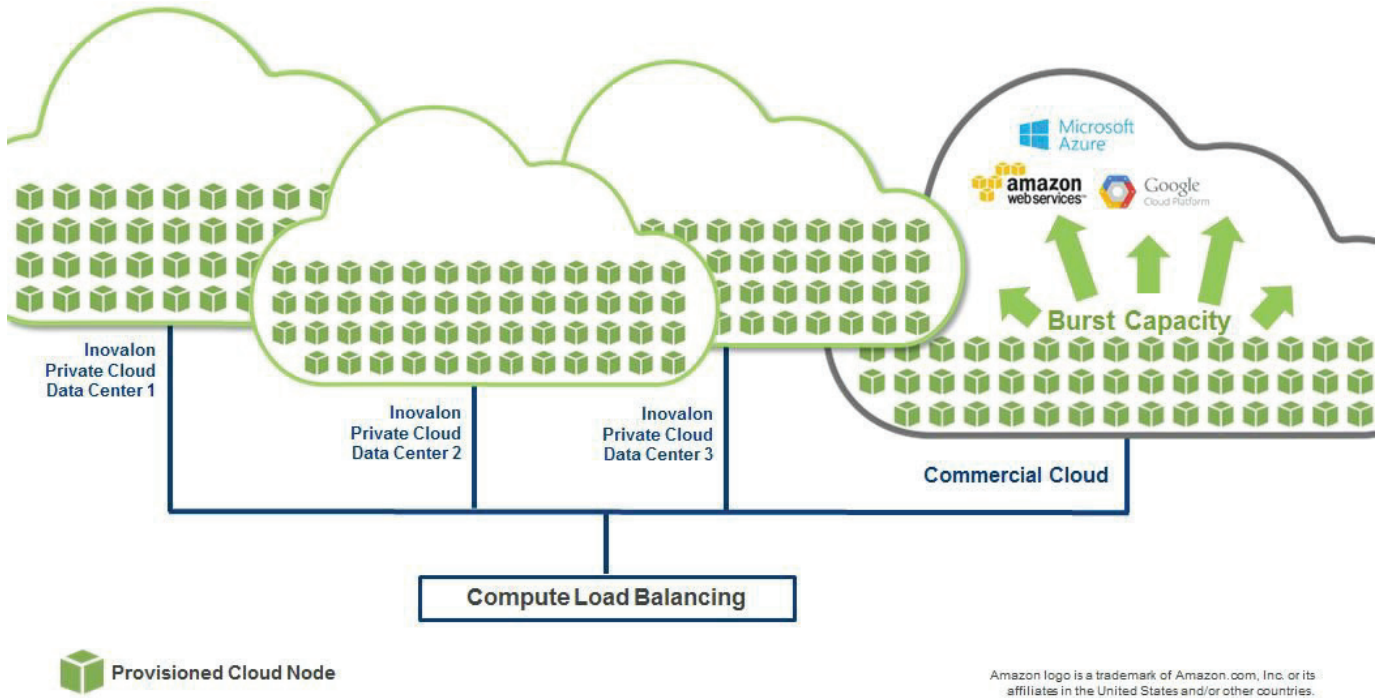 Microsoft
Azure
amazon
webservices™
Google
Cloud Platform
Burst Capacity
Inovalon
Private Cloud
Data Center 1
Inovalon
Private Cloud
Data Center 2
Inovalon
Private Cloud
Data Center 3
Commercial Cloud
Compute Load Balancing
Provisioned Cloud Node
Amazon logo is a trademark of Amazon.com, Inc. or its
affiliates in the United States and/or other countries.